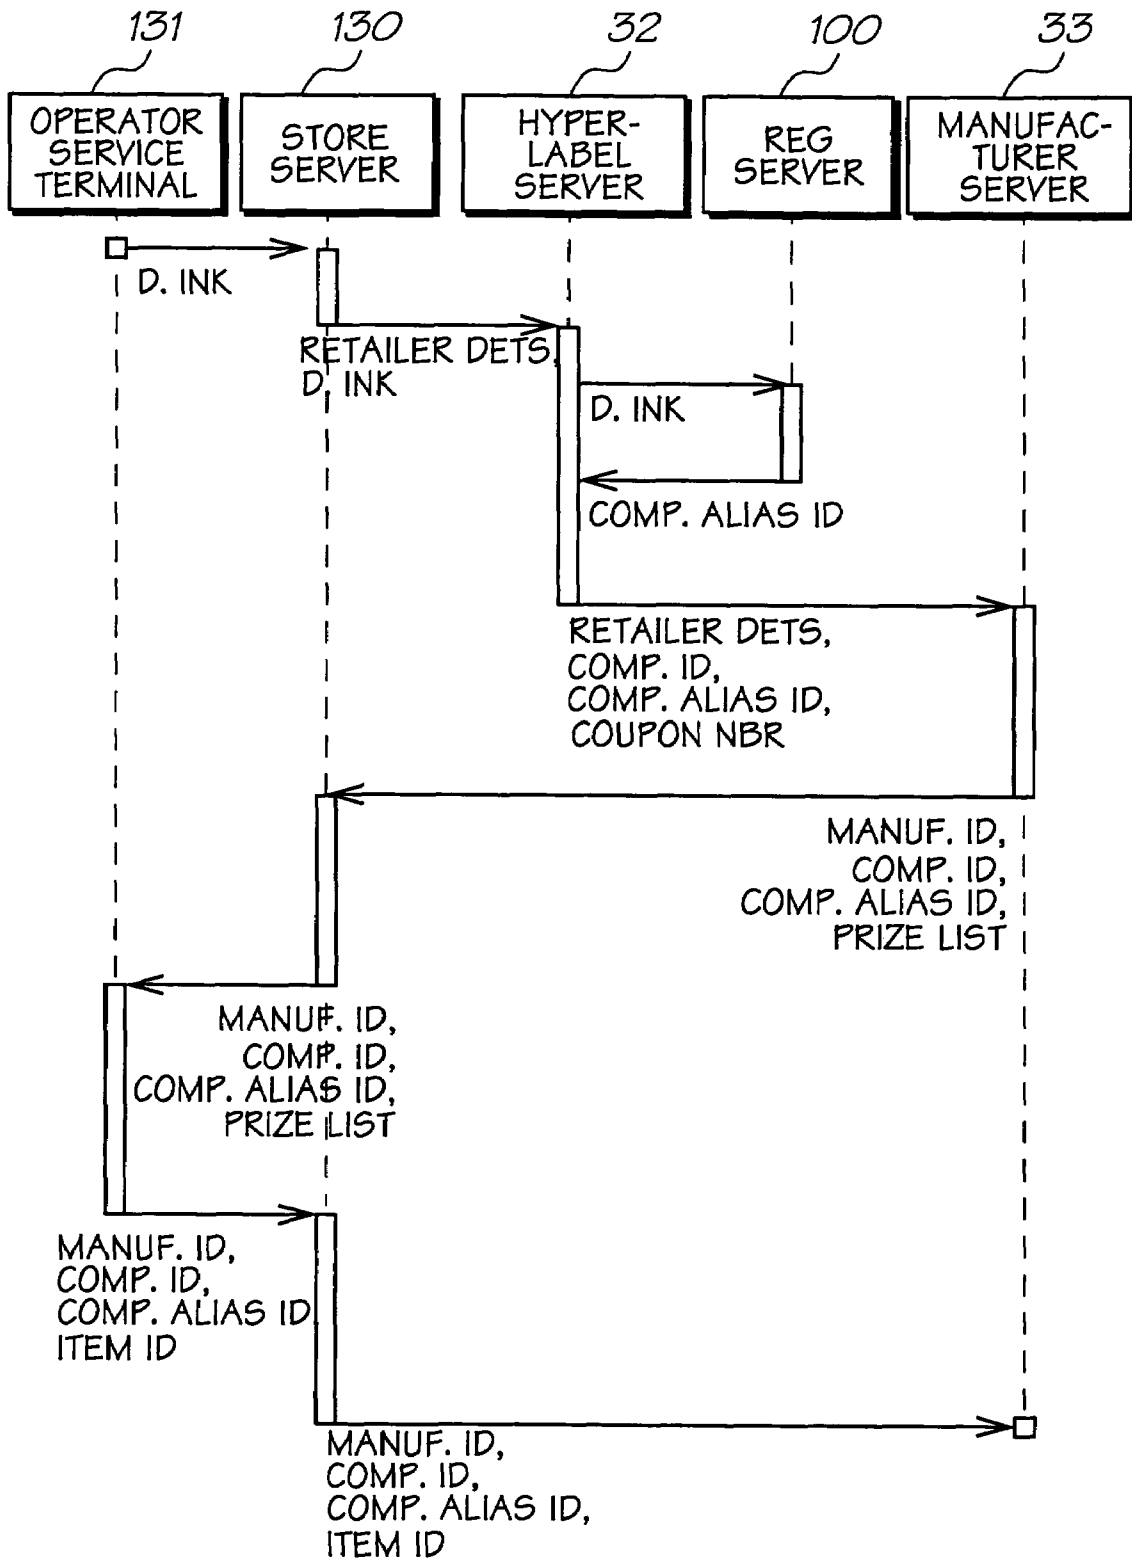 131
130
32
100
33
OPERATOR
SERVICE
TERMINAL
STORE
SERVER
HYPER-
LABEL
SERVER
REG
SERVER
MANUFAC-
TURER
SERVER
D. INK
RETAILER DETS,
D. INK
D. INK
COMP. ALIAS ID
RETAILER DETS,
COMP. ID,
COMP. ALIAS ID,
COUPON NBR
MANUF. ID,
COMP. ID,
COMP. ALIAS ID,
PRIZE LIST
MANUF. ID,
COMP. ID,
COMP. ALIAS ID,
PRIZE LIST
MANUF. ID,
COMP. ID,
COMP. ALIAS ID
ITEM ID
MANUF. ID,
COMP. ID,
COMP. ALIAS ID,
ITEM ID